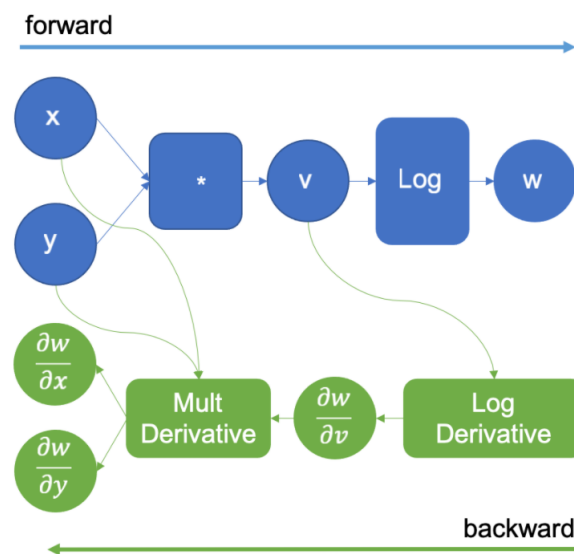 forward
x
*
v
Log
w
y
∂w
∂x
Mult
Derivative
∂w
∂v
Log
Derivative
∂w
∂y
backward